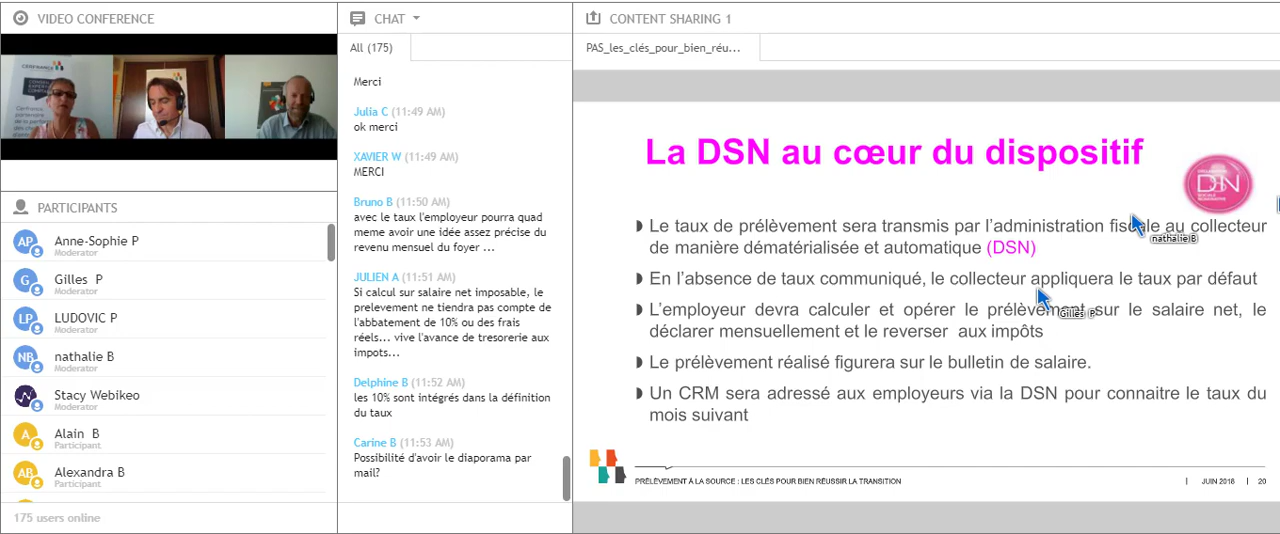 VIDEO CONFERENCE
CERFRANCE
PARTICIPANTS
AP
Anne-Sophie P
Moderator
G
Gilles P
Moderator
LP
LUDOVIC P
Moderator
NB
nathalie B
Moderator
Stacy Webikeo
Moderator
A
Alain B
Participant
AB
Alexandra B
Participant
175 users online
CHAT
All (175)
Merci
Julia C (11:49 AM)
ok merci
XAVIER W (11:49 AM)
MERCI
Bruno B (11:50 AM)
avec le taux l'employeur pourra quad
meme avoir une idée assez précise du
revenu mensuel du foyer ...
JULIEN A (11:51 AM)
Si calcul sur salaire net imposable, le
prelevement ne tiendra pas compte de
l'abbatement de 10% ou des frais
réels... vive l'avance de tresorerie aux
impots...
Delphine B (11:52 AM)
les 10% sont intégrés dans la définition
du taux
Carine B (11:53 AM)
Possibilité d'avoir le diaporama par
mail?
CONTENT SHARING 1
PAS_les_clés_pour_bien_réu...
La DSN au cœur du dispositif
DSN
Le taux de prélèvement sera transmis par l'administration fiscale au collecteur
de manière dématérialisée et automatique (DSN)
nathalie B
En l'absence de taux communiqué, le collecteur appliquera le taux par défaut
L'employeur devra calculer et opérer le prélèvement sur le salaire net, le
déclarer mensuellement et le reverser aux impôts
Gilles P
Le prélèvement réalisé figurera sur le bulletin de salaire.
Un CRM sera adressé aux employeurs via la DSN pour connaitre le taux du
mois suivant
PRÉLÈVEMENT À LA SOURCE : LES CLÉS POUR BIEN RÉUSSIR LA TRANSITION
| JUIN 2018 | 20